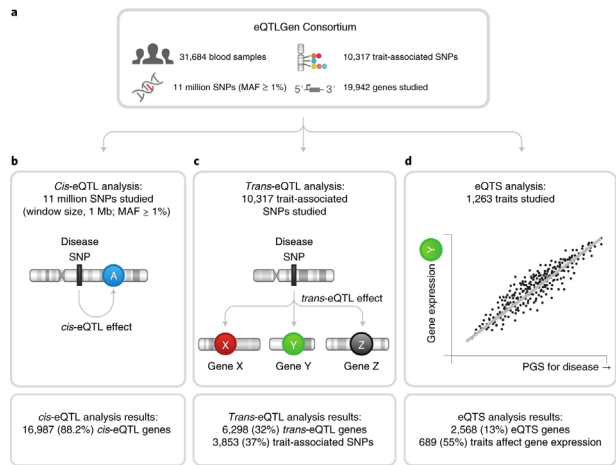 a
eQTLGen Consortium
31,684 blood samples
10,317 trait-associated SNPs
11 million SNPs (MAF ≥ 1%)
5′ 3′
19,942 genes studied
b
Cis-eQTL analysis:
11 million SNPs studied
(window size, 1 Mb; MAF ≥ 1%)
Disease
SNP
A
cis-eQTL effect
cis-eQTL analysis results:
16,987 (88.2%) cis-eQTL genes
c
Trans-eQTL analysis:
10,317 trait-associated
SNPs studied
Disease
SNP
trans-eQTL effect
X
Y
Z
Gene X
Gene Y
Gene Z
Trans-eQTL analysis results:
6,298 (32%) trans-eQTL genes
3,853 (37%) trait-associated SNPs
d
eQTS analysis:
1,263 traits studied
Y
Gene expression
PGS for disease →
eQTS analysis results:
2,568 (13%) eQTS genes
689 (55%) traits affect gene expression